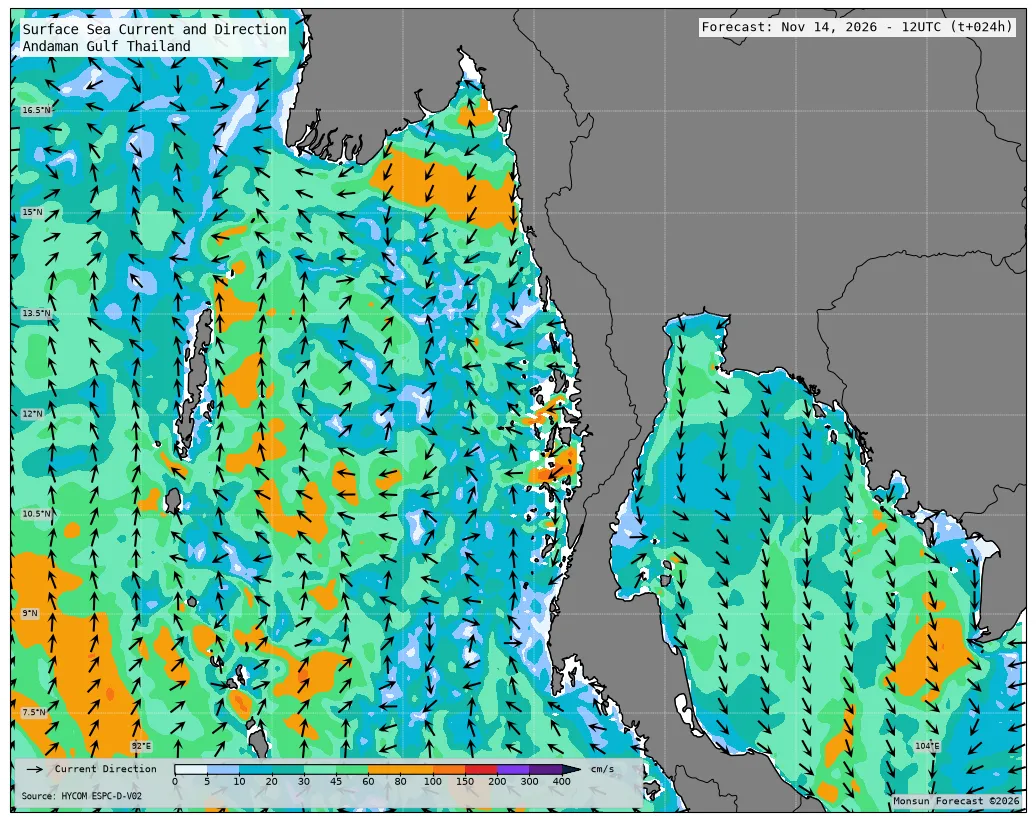 Surface Sea Current and Direction
Andaman Gulf Thailand
Forecast: Nov 14, 2026 - 12UTC (t+024h)
16.5°N
15°N
13.5°N
12°N
10.5°N
9°N
7.5°N
92°E
104°E
Current Direction
0 5 10 20 30 45 60 80 100 150 200 300 400 cm/s
Source: HYCOM ESPC-D-V02
Monsun Forecast ©2026